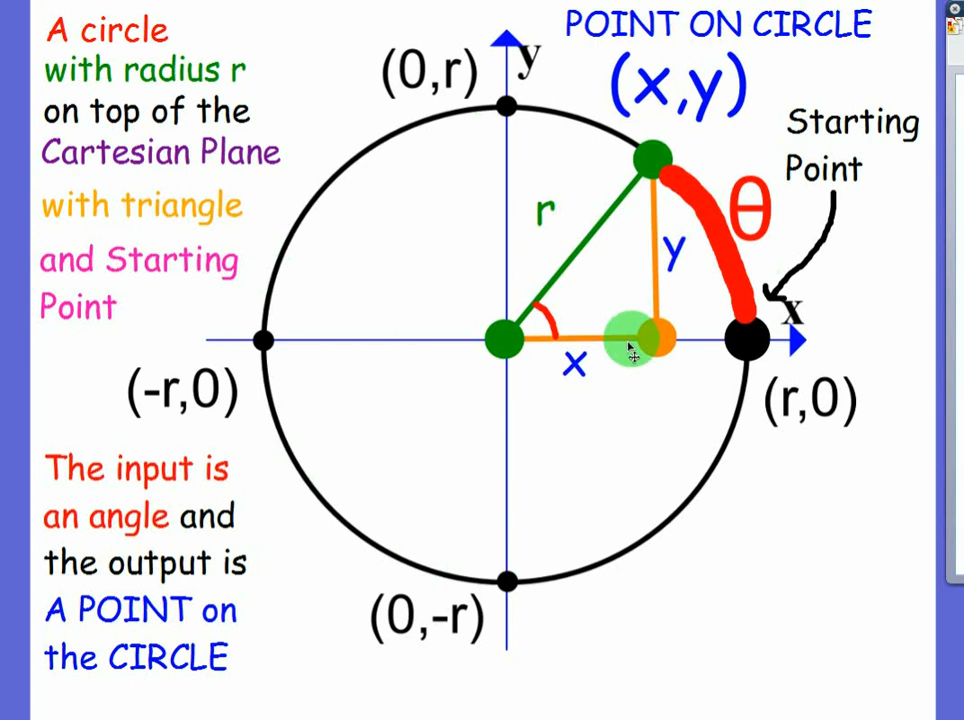 A circle
with radius r
on top of the
Cartesian Plane
with triangle
and Starting
Point
POINT ON CIRCLE
(x,y)
(0,r)
y
Starting
Point
r
θ
y
x
x
(-r,0)
(r,0)
(0,-r)
The input is
an angle and
the output is
A POINT on
the CIRCLE